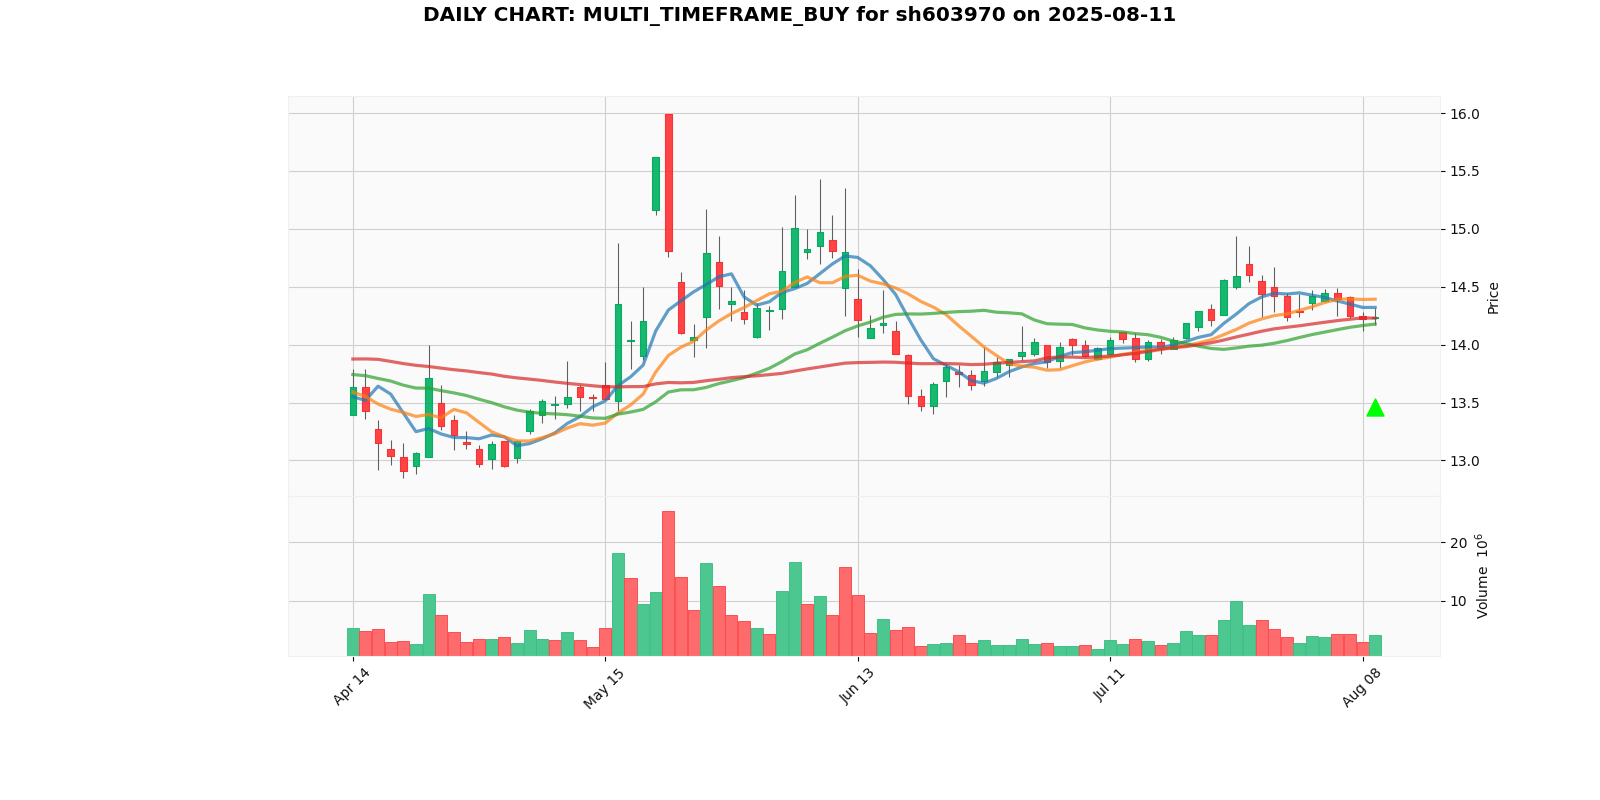 DAILY CHART: MULTI_TIMEFRAME_BUY for sh603970 on 2025-08-11
16.0
15.5
15.0
14.5
14.0
13.5
13.0
Price
20
10
Volume 10^6
Apr 14
May 15
Jun 13
Jul 11
Aug 08